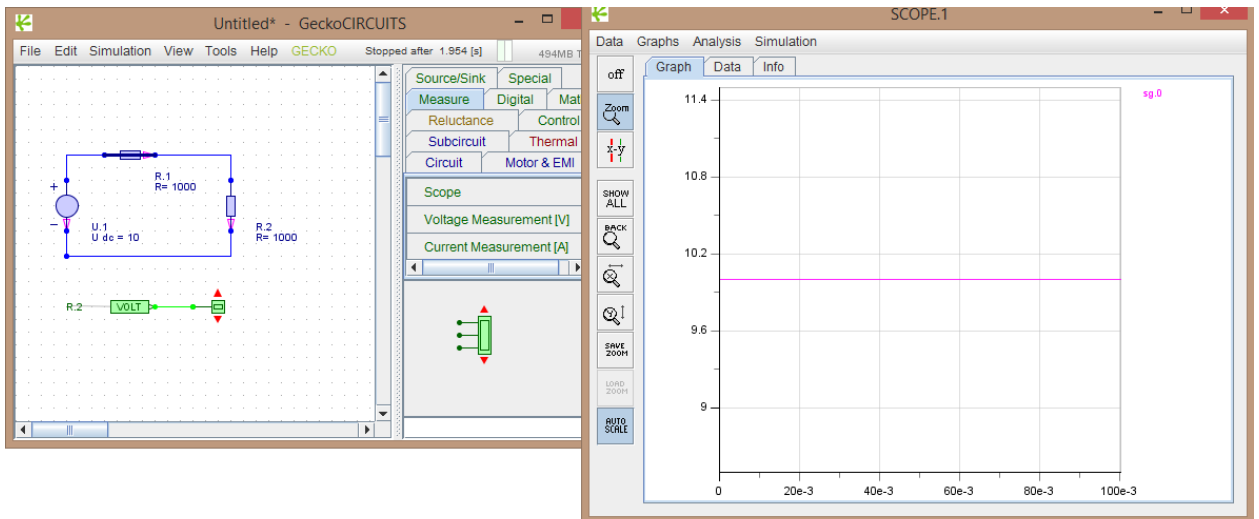 Untitled* - GeckoCIRCUITS
File Edit Simulation View Tools Help GECKO Stopped after 1.954 [s] 494MB T
Source/Sink Special
Measure Digital Mat
Reluctance Control
Subcircuit Thermal
Circuit Motor & EMI
Scope
Voltage Measurement [V]
Current Measurement [A]
R.1
R= 1000
+
−
U.1
U dc = 10
R.2
R= 1000
R.2 VOLT
SCOPE.1
Data Graphs Analysis Simulation
Graph Data Info
off
Zoom
x-y
SHOW
ALL
BACK
X
Y
SAVE
ZOOM
LOAD
ZOOM
AUTO
SCALE
sg.0
11.4
10.8
10.2
9.6
9
0 20e-3 40e-3 60e-3 80e-3 100e-3